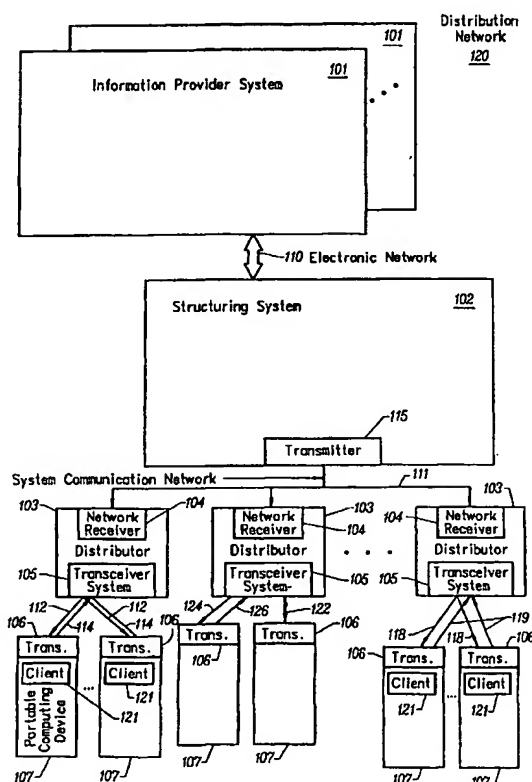 Distribution
Network
120
101
101
Information Provider System
110 Electronic Network
Structuring System
102
115
Transmitter
System Communication Network
111
103
104
103
103
Network
Receiver
Network
Receiver
104
104
Network
Receiver
Distributor
Distributor
Distributor
105
Transceiver
System
Transceiver
System
105
105
Transceiver
System
112
112
124
126
122
119
106
114
114
106
106
118
118
106
Trans.
Trans.
Trans.
Trans.
106
106
Trans.
Trans.
Client
Client
Client
Client
121
121
121
121
Portable
Computing
Device
107
107
107
107
107
107